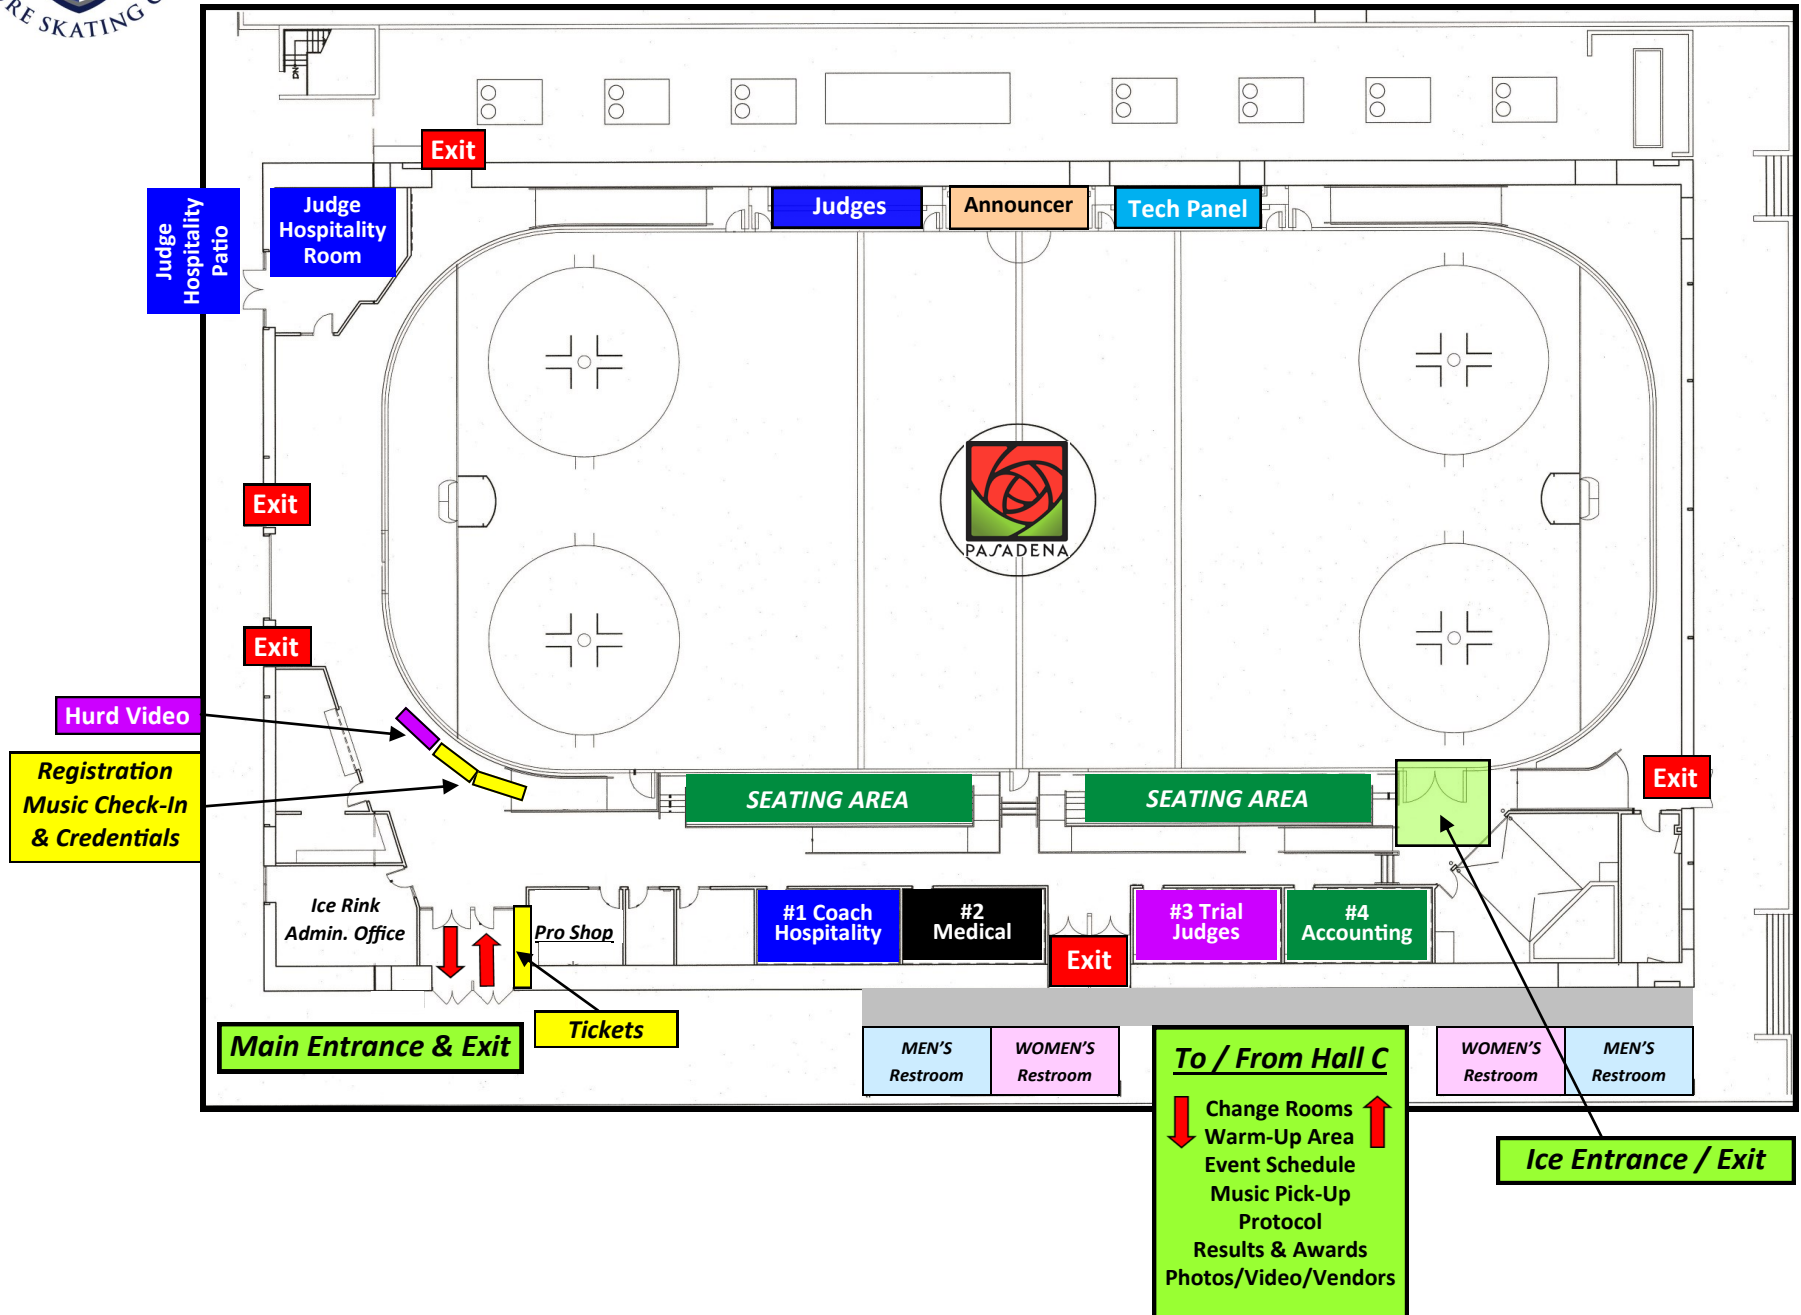 RE SKATING
DN
Exit
Judge
Hospitality
Patio
Judge
Hospitality
Room
Judges
Announcer
Tech Panel
Exit
PASADENA
Exit
Hurd Video
Registration
Music Check-In
& Credentials
SEATING AREA
SEATING AREA
Exit
Ice Rink
Admin. Office
Pro Shop
#1 Coach
Hospitality
#2
Medical
Exit
#3 Trial
Judges
#4
Accounting
Main Entrance & Exit
Tickets
MEN'S
Restroom
WOMEN'S
Restroom
To / From Hall C
Change Rooms
Warm-Up Area
Event Schedule
Music Pick-Up
Protocol
Results & Awards
Photos/Video/Vendors
WOMEN'S
Restroom
MEN'S
Restroom
Ice Entrance / Exit